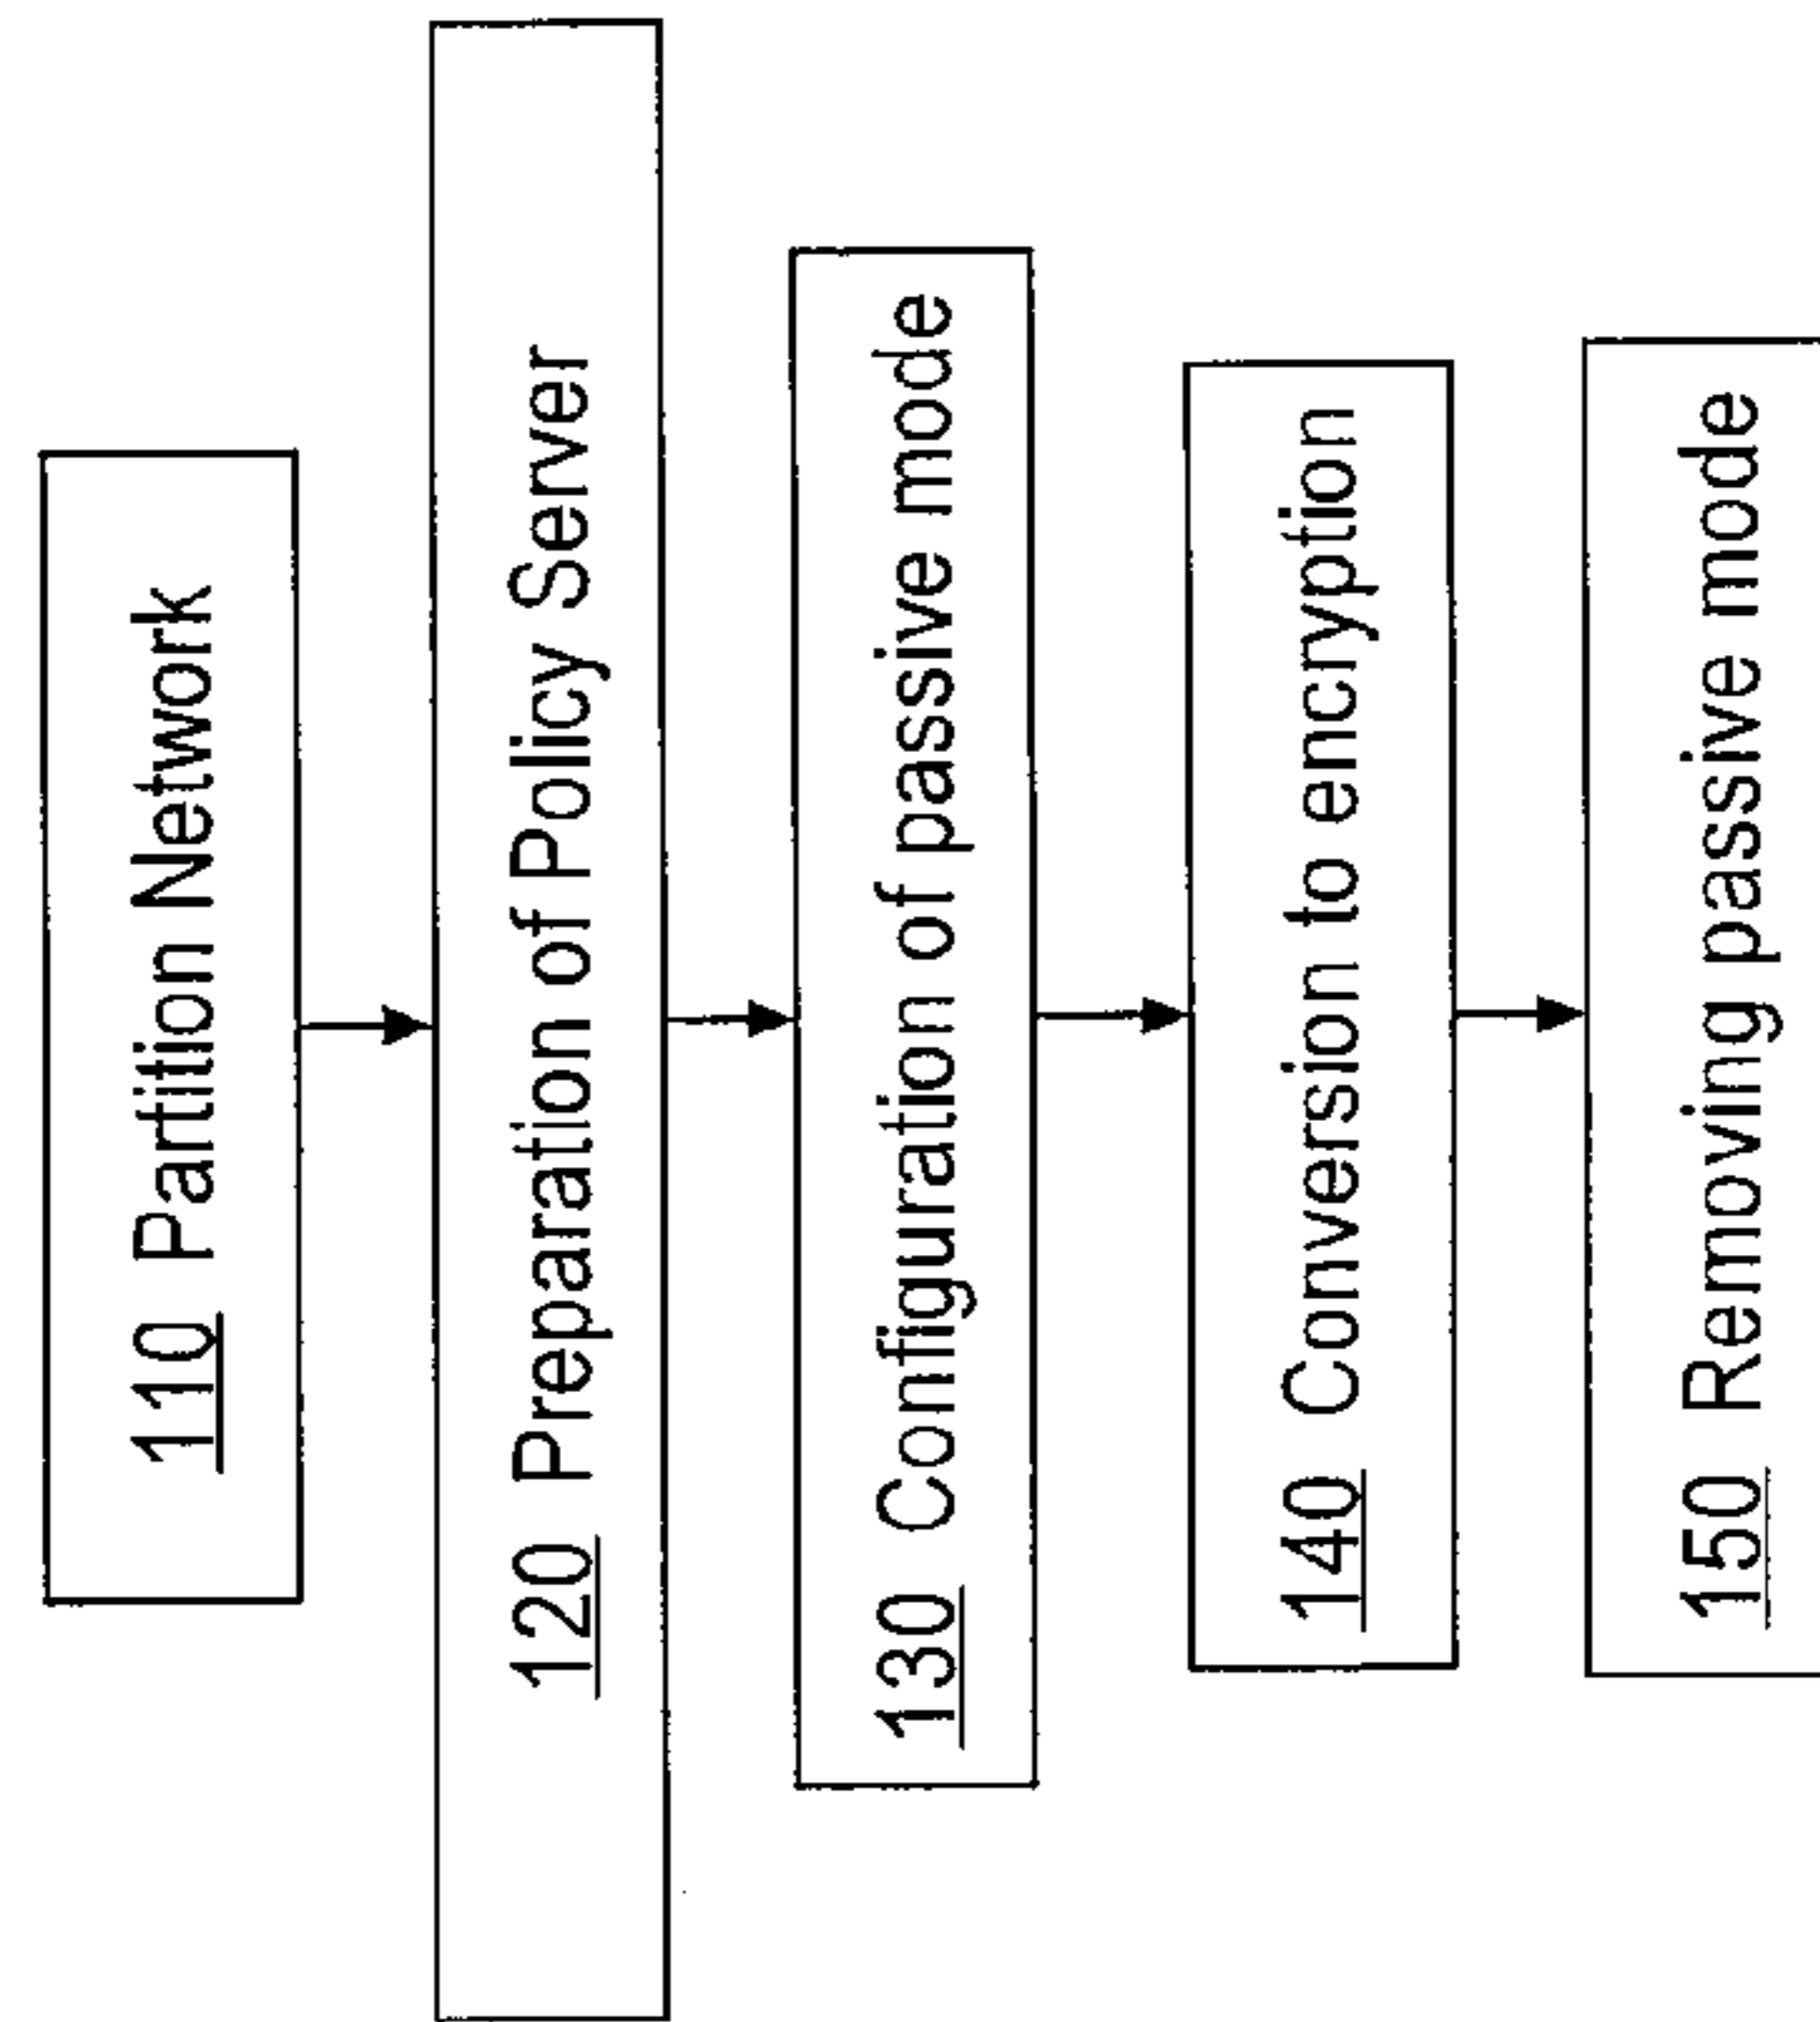 110 Partition Network
120 Preparation of Policy Server
130 Configuration of passive mode
140 Conversion to encryption
150 Removing passive mode